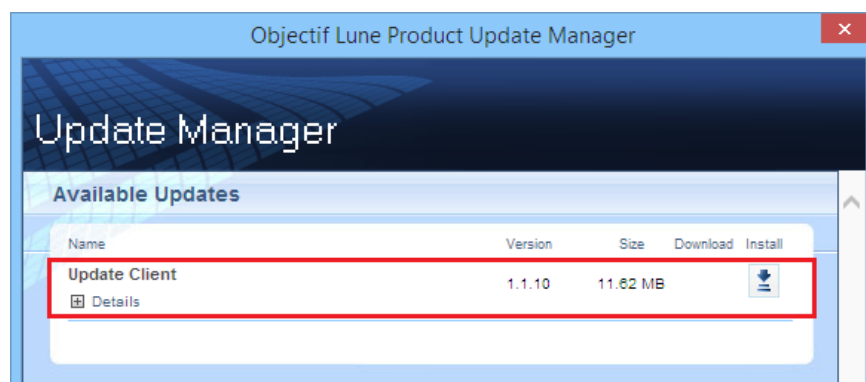 Objectif Lune Product Update Manager
Update Manager
Available Updates
Name Version Size Download Install
Update Client 1.1.10 11.62 MB
Details